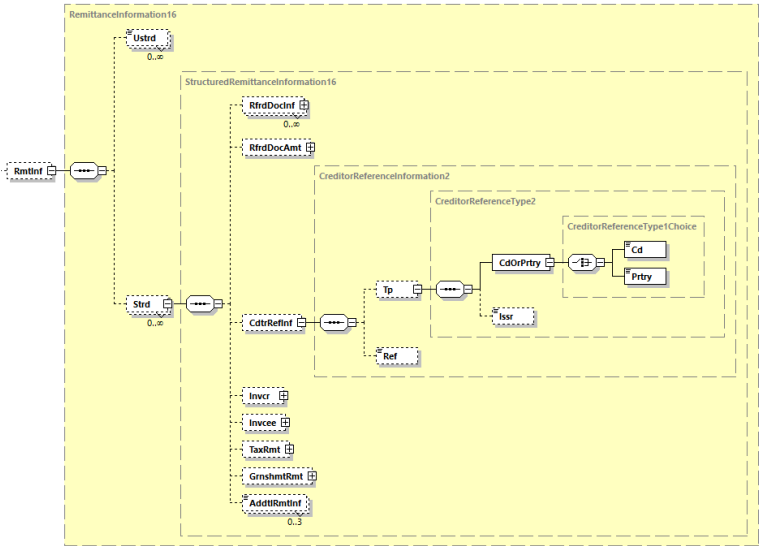 RemittanceInformation16
Ustrd
0..∞
StructuredRemittanceInformation16
RfrdDocInf
0..∞
RfrdDocAmt
RmtInf
CreditorReferenceInformation2
CreditorReferenceType2
CreditorReferenceType1Choice
Cd
CdOrPrtry
Prtry
Tp
Strd
Issr
0..∞
CdtrRefInf
Ref
Invcr
Invcee
TaxRmt
GrnshmtRmt
AddtlRmtInf
0..3